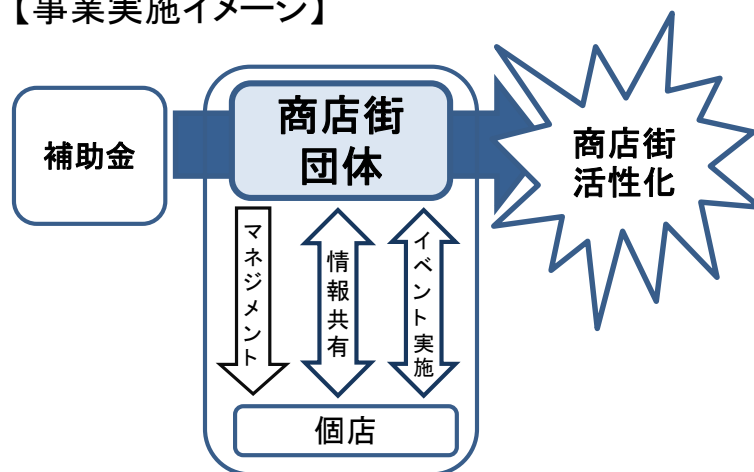 【事業実施イメージ】
補助金
商店街
団体
商店街
活性化
マネジメント
情報共有
イベント実施
個店